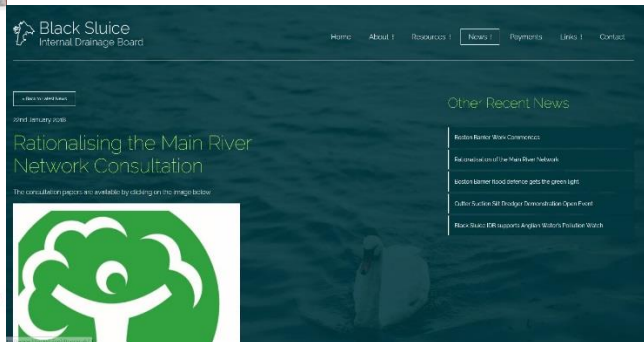 Black Sluice
Internal Drainage Board
Home About Resources News Payments Links Contact
« Back to Latest News
22nd January 2018
Rationalising the Main River
Network Consultation
The consultation papers are available by clicking on the image below.
Other Recent News
Boston Barrier Work Commences
Rationalisation of the Main River Network
Boston Barrier flood defence gets the green light
Cutter Suction Silt Dredger Demonstration Open Event
Black Sluice IDB supports Anglian Water's Pollution Watch